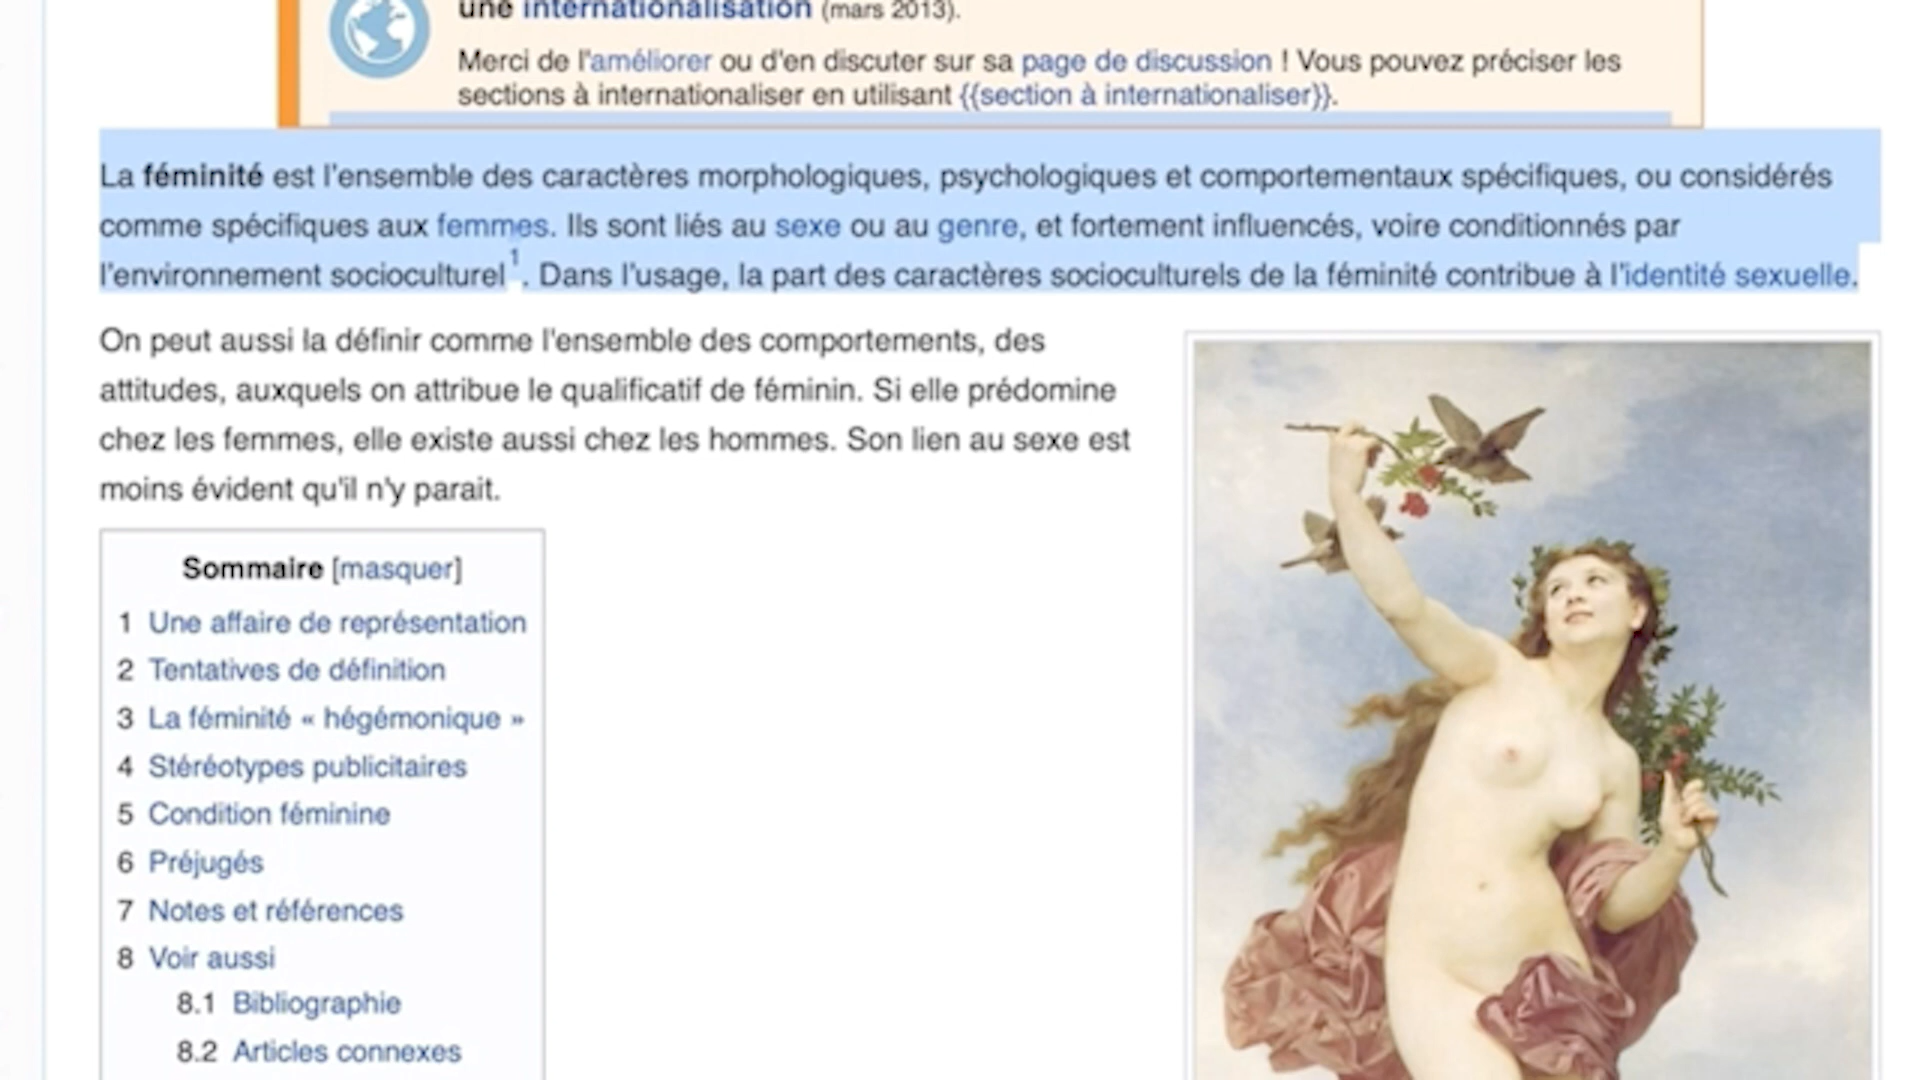 une internationalisation (mars 2013).
Merci de l'améliorer ou d'en discuter sur sa page de discussion ! Vous pouvez préciser les
sections à internationaliser en utilisant {{section à internationaliser}}.
La féminité est l'ensemble des caractères morphologiques, psychologiques et comportementaux spécifiques, ou considérés
comme spécifiques aux femmes. Ils sont liés au sexe ou au genre, et fortement influencés, voire conditionnés par
l'environnement socioculturel 1. Dans l'usage, la part des caractères socioculturels de la féminité contribue à l'identité sexuelle.
On peut aussi la définir comme l'ensemble des comportements, des
attitudes, auxquels on attribue le qualificatif de féminin. Si elle prédomine
chez les femmes, elle existe aussi chez les hommes. Son lien au sexe est
moins évident qu'il n'y parait.
Sommaire [masquer]
1 Une affaire de représentation
2 Tentatives de définition
3 La féminité « hégémonique »
4 Stéréotypes publicitaires
5 Condition féminine
6 Préjugés
7 Notes et références
8 Voir aussi
8.1 Bibliographie
8.2 Articles connexes